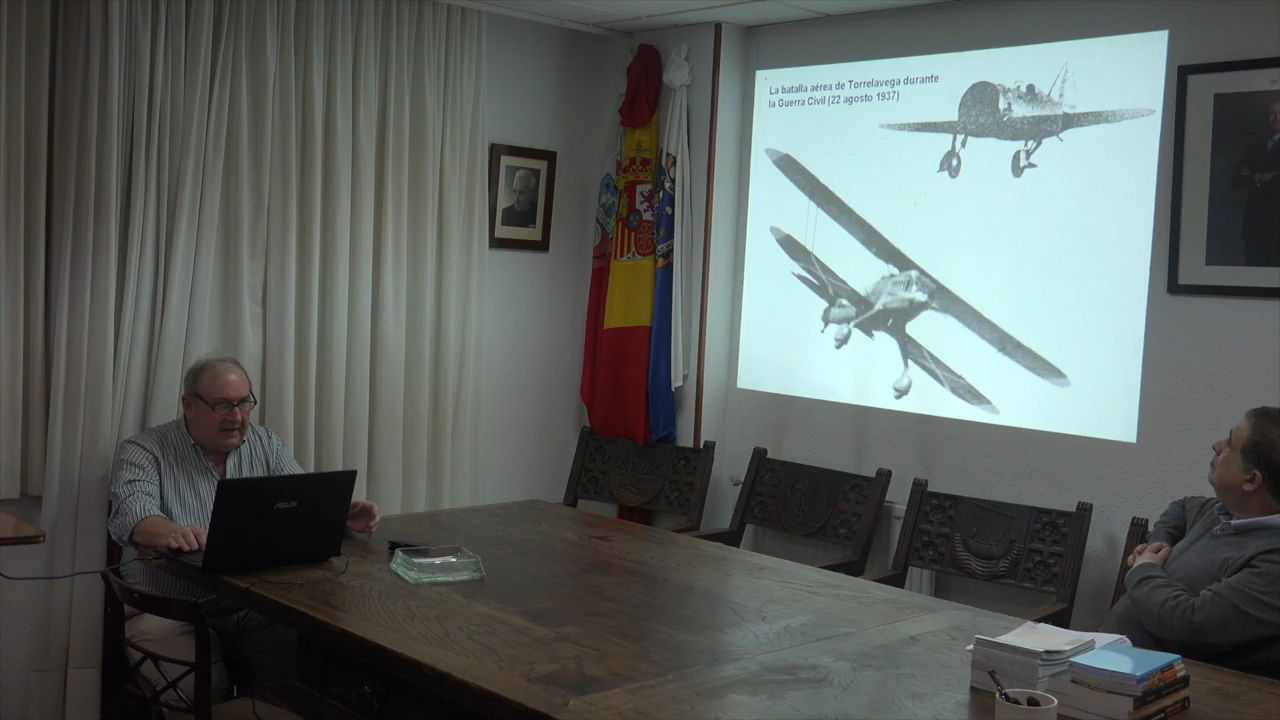 La batalla aérea de Torrelavega durante
la Guerra Civil (22 agosto 1937)
ASUS